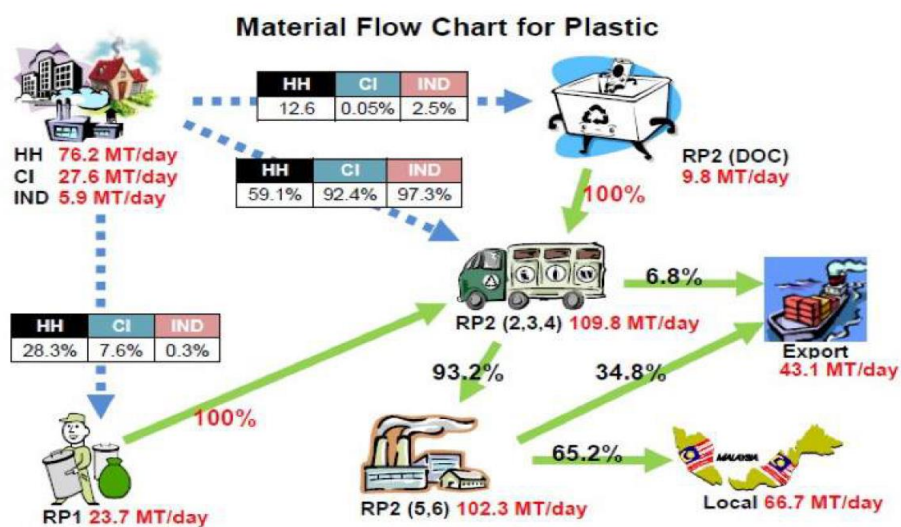 Material Flow Chart for Plastic
HH CI IND
12.6 0.05% 2.5%
HH 76.2 MT/day
CI 27.6 MT/day
IND 5.9 MT/day
RP2 (DOC)
9.8 MT/day
HH CI IND
59.1% 92.4% 97.3%
100%
6.8%
RP2 (2,3,4) 109.8 MT/day
HH CI IND
28.3% 7.6% 0.3%
Export
43.1 MT/day
93.2%
34.8%
100%
65.2%
MALAYSIA
RP1 23.7 MT/day
RP2 (5,6) 102.3 MT/day
Local 66.7 MT/day